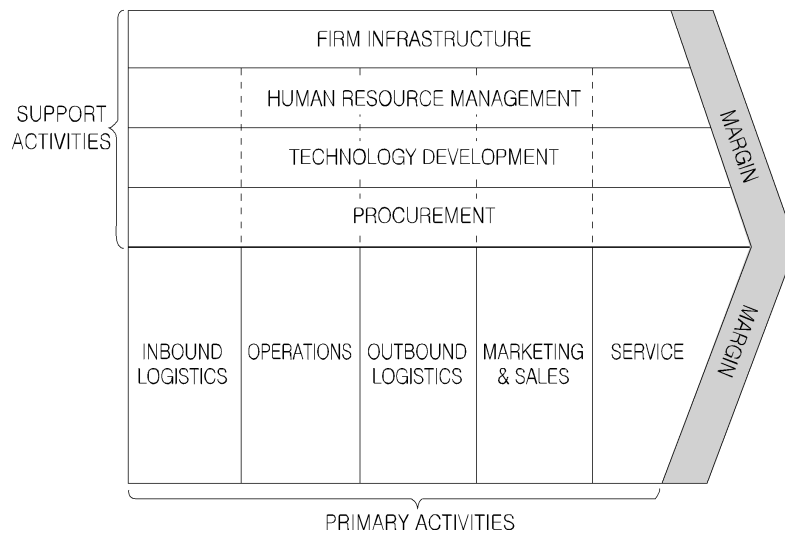 FIRM INFRASTRUCTURE
HUMAN RESOURCE MANAGEMENT
SUPPORT
ACTIVITIES
TECHNOLOGY DEVELOPMENT
PROCUREMENT
MARGIN
INBOUND
LOGISTICS
OPERATIONS
OUTBOUND
LOGISTICS
MARKETING
& SALES
SERVICE
MARGIN
PRIMARY ACTIVITIES